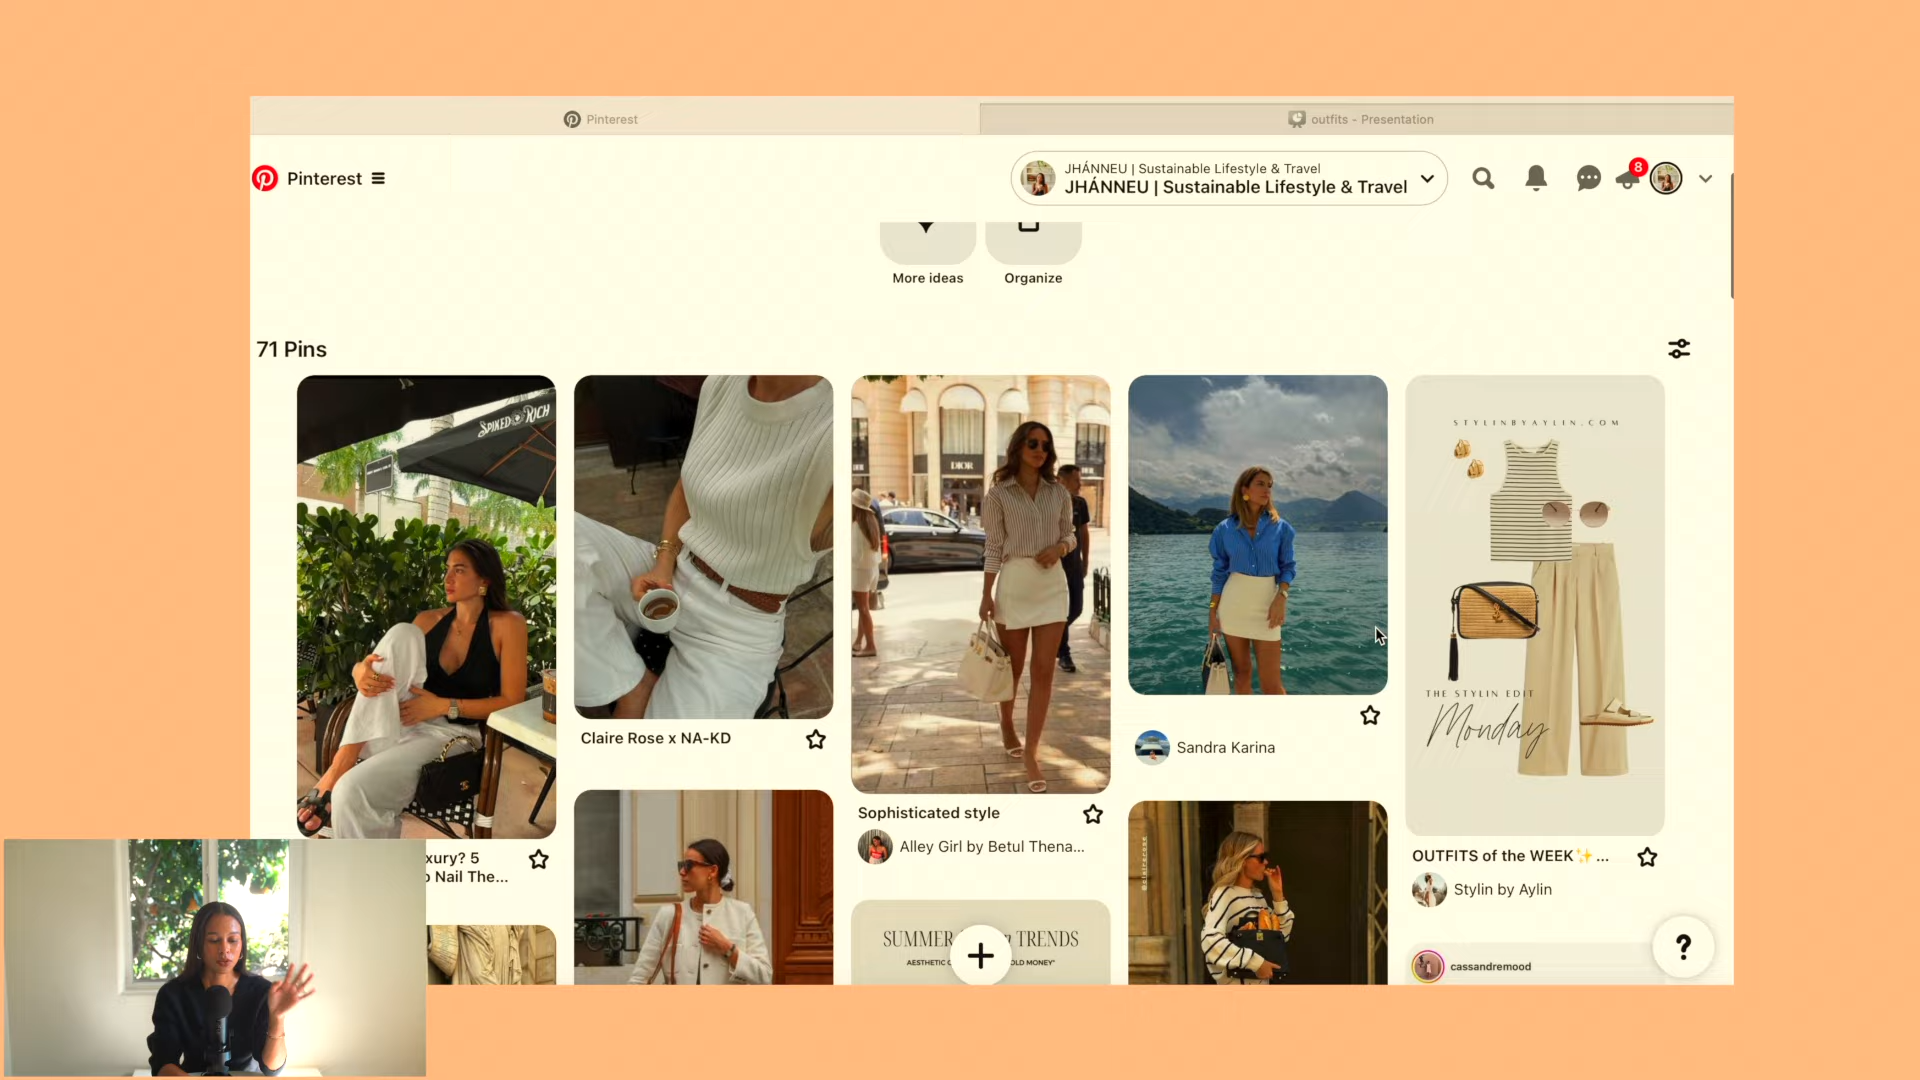 Pinterest
outfits - Presentation
Pinterest
JHÁNNEU | Sustainable Lifestyle & Travel
JHÁNNEU | Sustainable Lifestyle & Travel
8
More ideas
Organize
71 Pins
SPIKED RICH
DIOR
STYLINBYAYLIN.COM
THE STYLIN EDIT
Monday
Claire Rose x NA-KD
Sandra Karina
Sophisticated style
Alley Girl by Betul Thena...
xury? 5
Nail The...
OUTFITS of the WEEK✨ ...
Stylin by Aylin
SUMMER TRENDS
AESTHETIC OLD MONEY"
cassandremood
?